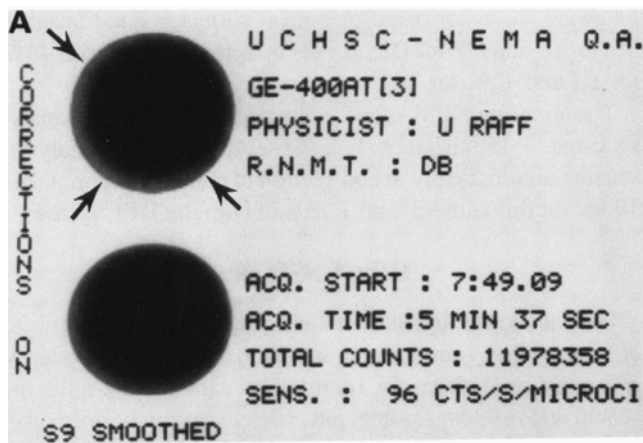 A
CORRECTIONS ON
UCHSC-NEMA Q.A.
GE-400AT[3]
PHYSICIST : U RAFF
R.N.M.T. : DB
ACQ. START : 7:49.09
ACQ. TIME :5 MIN 37 SEC
TOTAL COUNTS : 11978358
SENS. : 96 CTS/S/MICROCI
S9 SMOOTHED